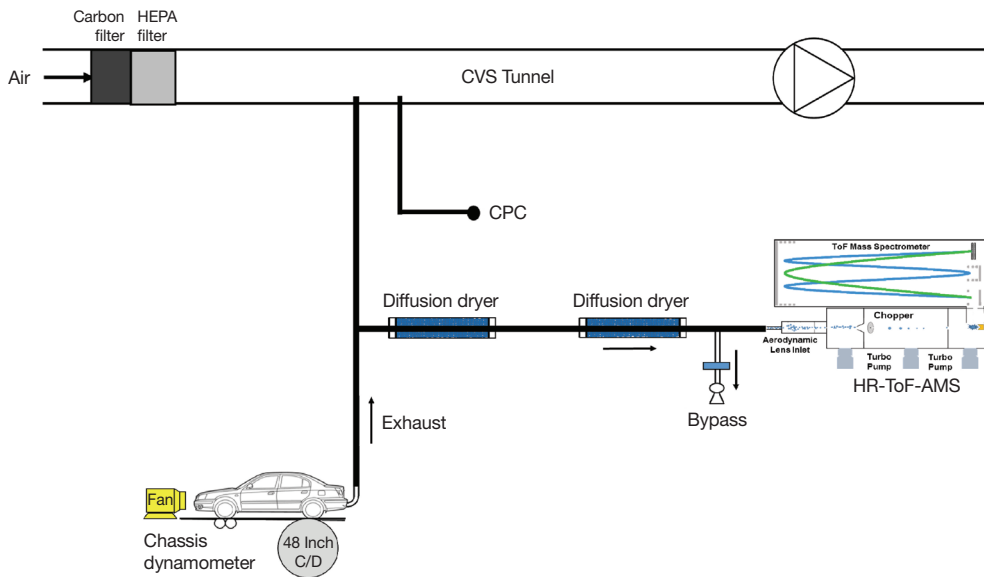 Carbon
filter
HEPA
filter
Air
CVS Tunnel
CPC
ToF Mass Spectrometer
Diffusion dryer
Diffusion dryer
Chopper
Aerodynamic
Lens Inlet
Turbo
Pump
Turbo
Pump
HR-ToF-AMS
Bypass
Exhaust
Fan
Chassis
dynamometer
48 Inch
C/D